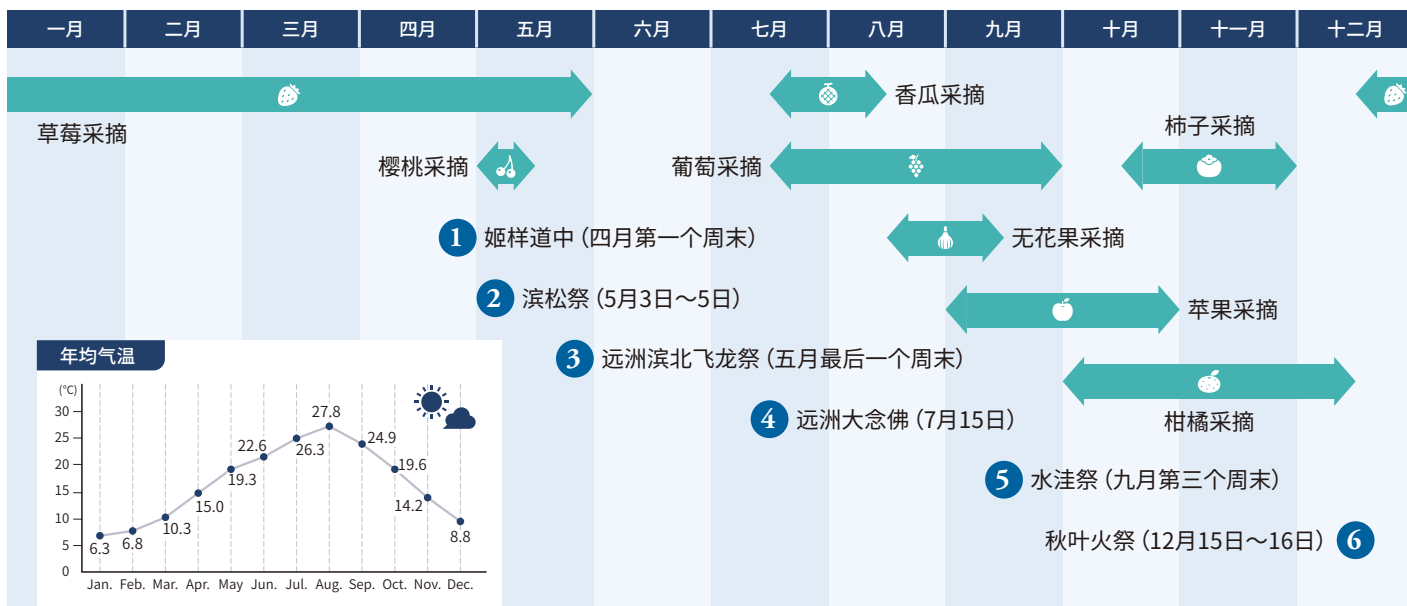 一月 二月 三月 四月 五月 六月 七月 八月 九月 十月 十一月 十二月
香瓜采摘
草莓采摘
柿子采摘
樱桃采摘
葡萄采摘
1 姬样道中（四月第一个周末）
无花果采摘
2 滨松祭（5月3日～5日）
苹果采摘
3 远洲滨北飞龙祭（五月最后一个周末）
4 远洲大念佛（7月15日）
柑橘采摘
5 水洼祭（九月第三个周末）
秋叶火祭（12月15日～16日） 6
年均气温
(℃)
30
25
20
15
10
5
0
6.3
6.8
10.3
15.0
19.3
22.6
26.3
27.8
24.9
19.6
14.2
8.8
Jan. Feb. Mar. Apr. May Jun. Jul. Aug. Sep. Oct. Nov. Dec.